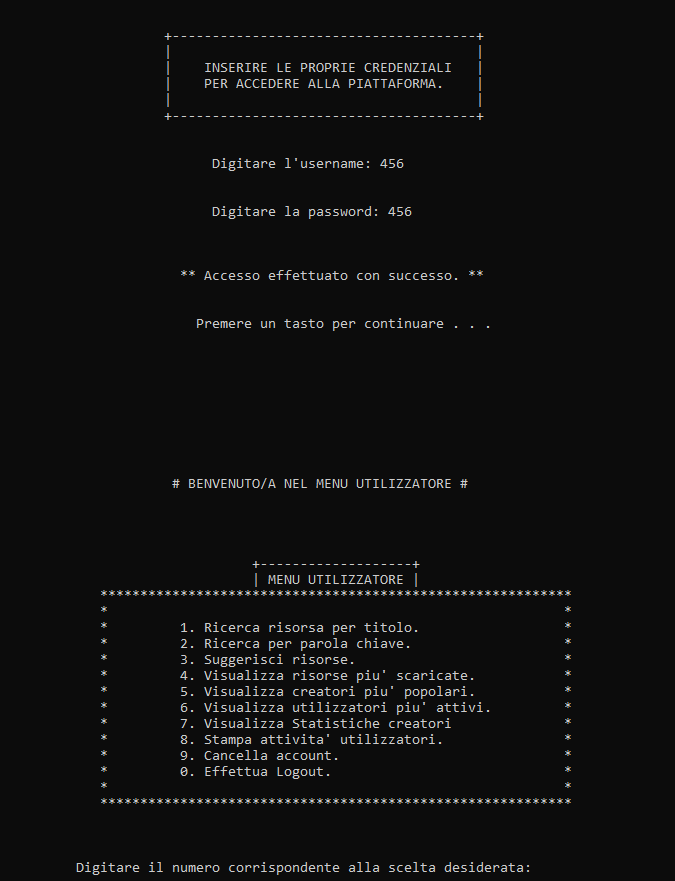 +--------------------------------------+
|                                      |
|    INSERIRE LE PROPRIE CREDENZIALI   |
|    PER ACCEDERE ALLA PIATTAFORMA.    |
|                                      |
+--------------------------------------+
Digitare l'username: 456
Digitare la password: 456
** Accesso effettuato con successo. **
Premere un tasto per continuare . . .
# BENVENUTO/A NEL MENU UTILIZZATORE #
+-------------------+
| MENU UTILIZZATORE |
***********************************************************
*                                                         *
*         1. Ricerca risorsa per titolo.                  *
*         2. Ricerca per parola chiave.                   *
*         3. Suggerisci risorse.                          *
*         4. Visualizza risorse piu' scaricate.           *
*         5. Visualizza creatori piu' popolari.           *
*         6. Visualizza utilizzatori piu' attivi.         *
*         7. Visualizza Statistiche creatori              *
*         8. Stampa attivita' utilizzatori.               *
*         9. Cancella account.                            *
*         0. Effettua Logout.                             *
*                                                         *
***********************************************************
Digitare il numero corrispondente alla scelta desiderata: